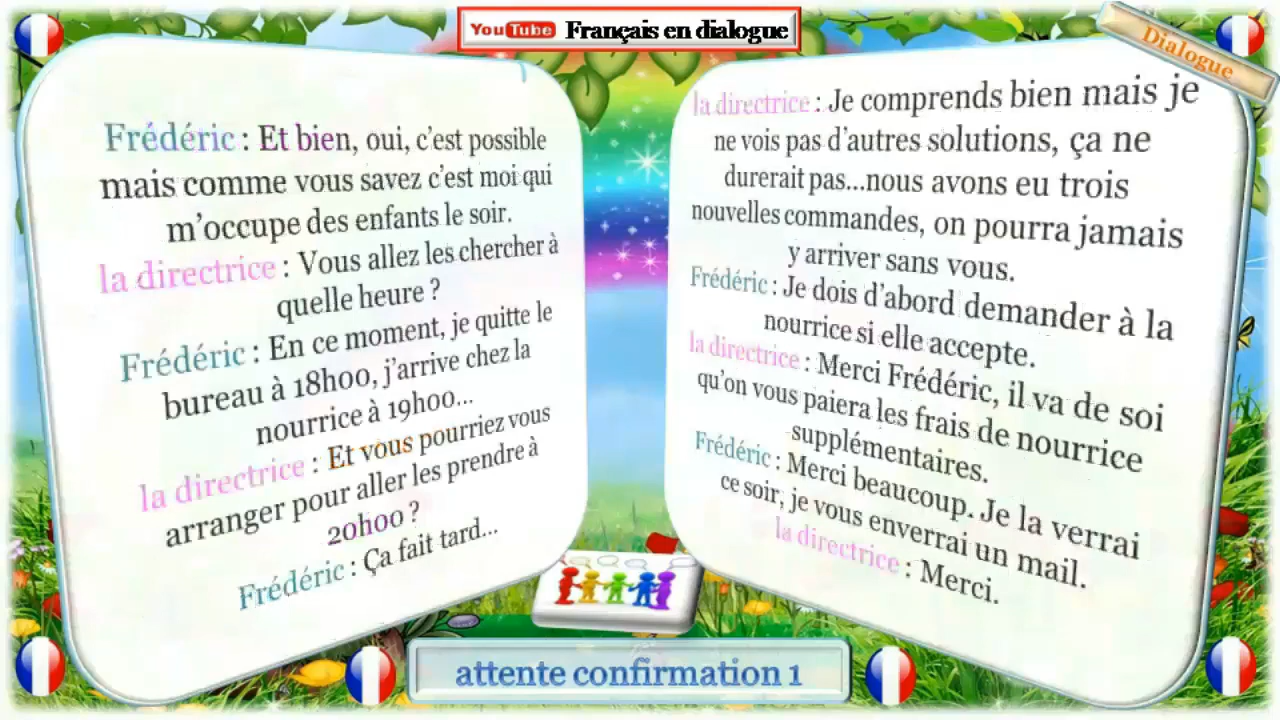 YouTube Français en dialogue
Dialogue
Frédéric : Et bien, oui, c'est possible
mais comme vous savez c'est moi qui
m'occupe des enfants le soir.
la directrice : Vous allez les chercher à
quelle heure ?
Frédéric : En ce moment, je quitte le
bureau à 18h00, j'arrive chez la
nourrice à 19h00...
la directrice : Et vous pourriez vous
arranger pour aller les prendre à
20h00 ?
Frédéric : Ça fait tard...
la directrice : Je comprends bien mais je
ne vois pas d'autres solutions, ça ne
durerait pas...nous avons eu trois
nouvelles commandes, on pourra jamais
y arriver sans vous.
Frédéric : Je dois d'abord demander à la
nourrice si elle accepte.
la directrice : Merci Frédéric, il va de soi
qu'on vous paiera les frais de nourrice
supplémentaires.
Frédéric : Merci beaucoup. Je la verrai
ce soir, je vous enverrai un mail.
la directrice : Merci.
attente confirmation 1